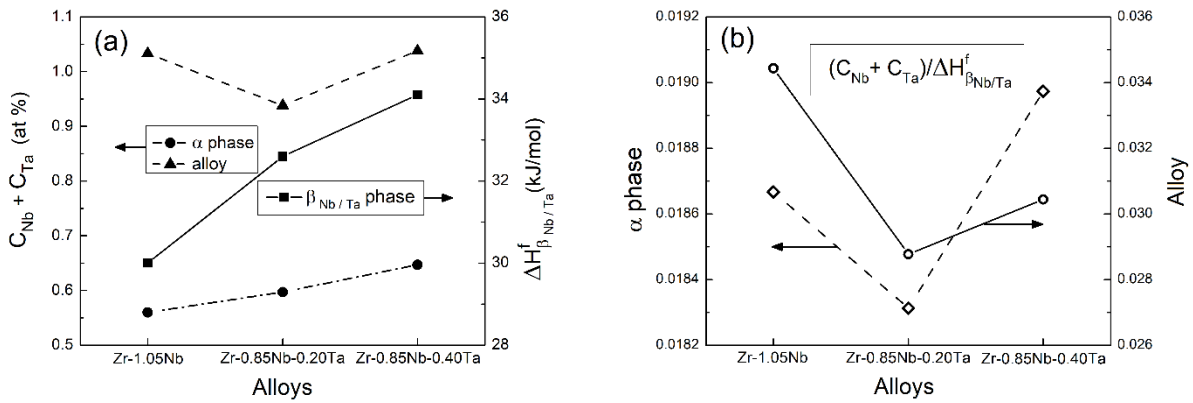 (a)
C_Nb + C_Ta (at %)
1.1
1.0
0.9
0.8
0.7
0.6
0.5
α phase
alloy
β_Nb / Ta phase
36
34
32
30
28
ΔH^f_β Nb / Ta (kJ/mol)
Zr-1.05Nb Zr-0.85Nb-0.20Ta Zr-0.85Nb-0.40Ta
Alloys
(b)
α phase
0.0192
0.0190
0.0188
0.0186
0.0184
0.0182
(C_Nb + C_Ta)/ΔH^f_β Nb/Ta
0.036
0.034
0.032
0.030
0.028
0.026
Alloy
Zr-1.05Nb Zr-0.85Nb-0.20Ta Zr-0.85Nb-0.40Ta
Alloys